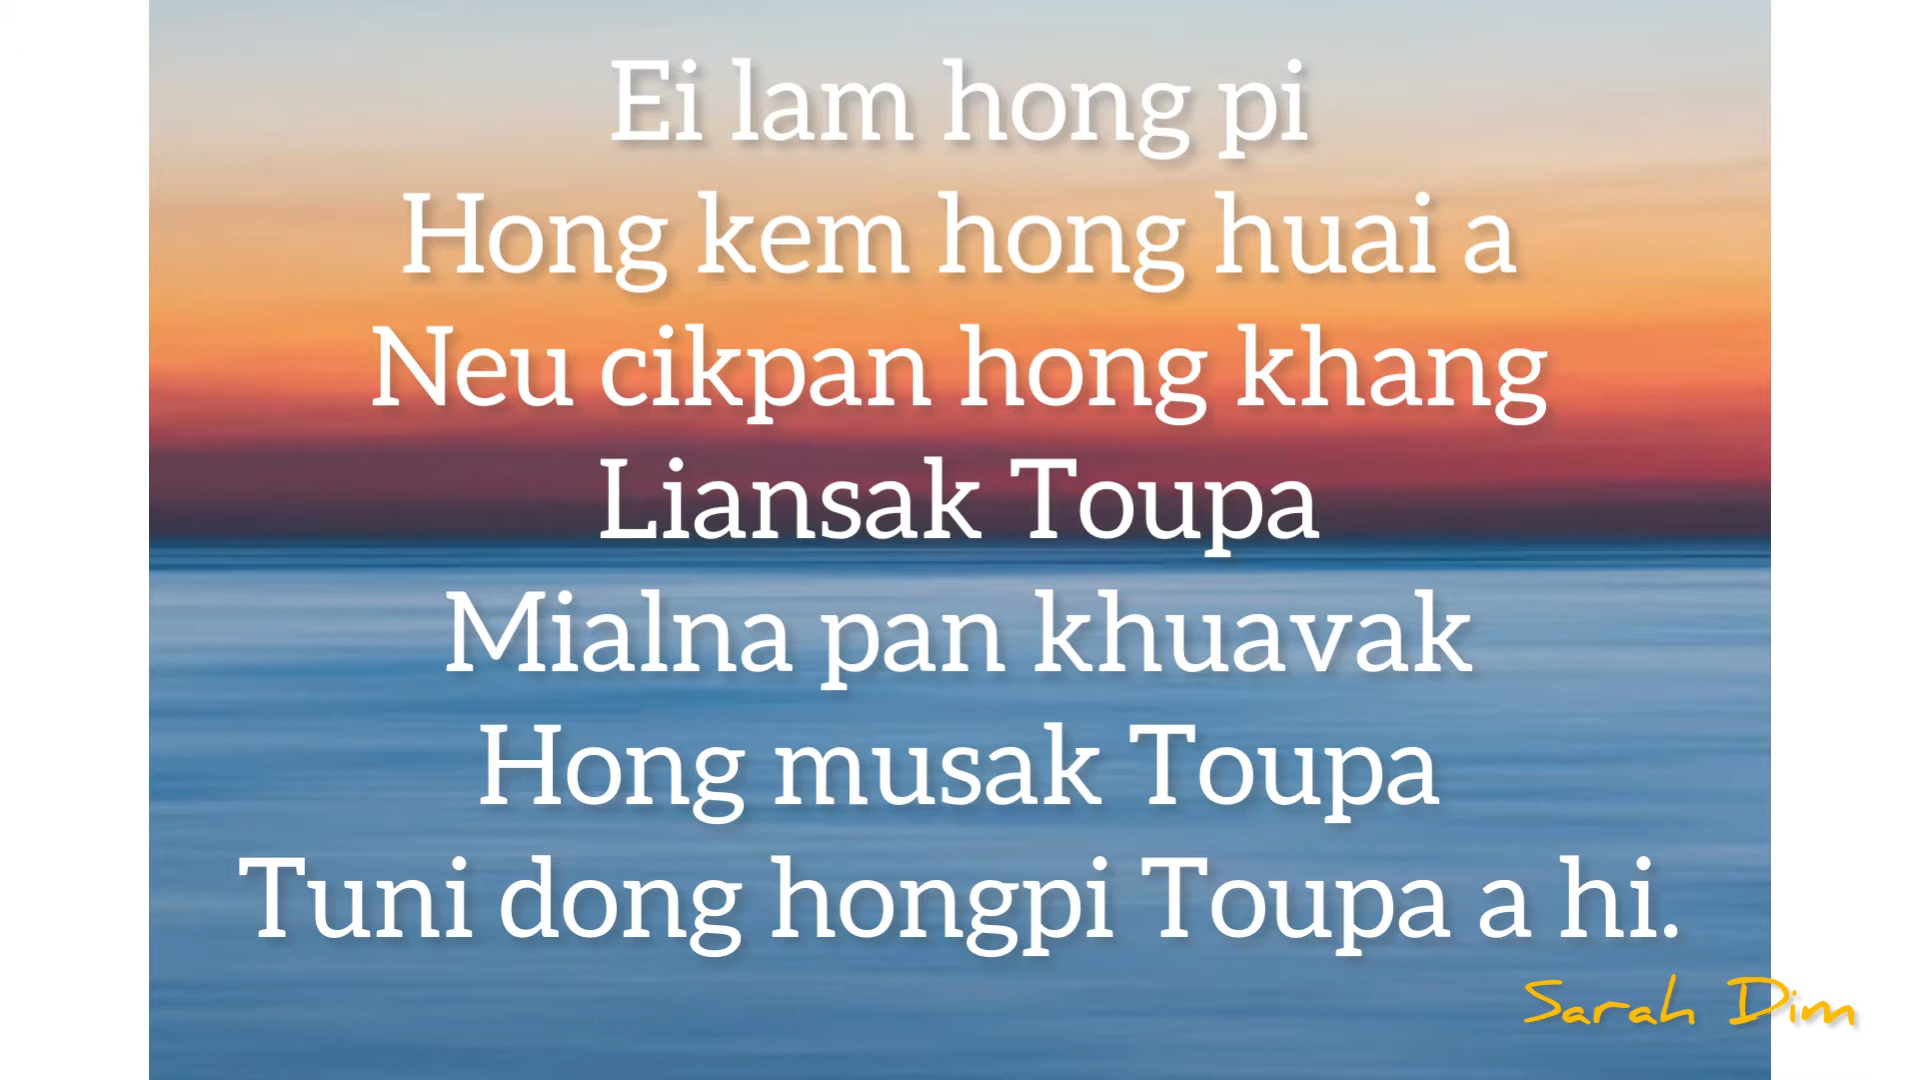 Ei lam hong pi
Hong kem hong huai a
Neu cikpan hong khang
Liansak Toupa
Mialna pan khuavak
Hong musak Toupa
Tuni dong hongpi Toupa a hi.
Sarah Dim